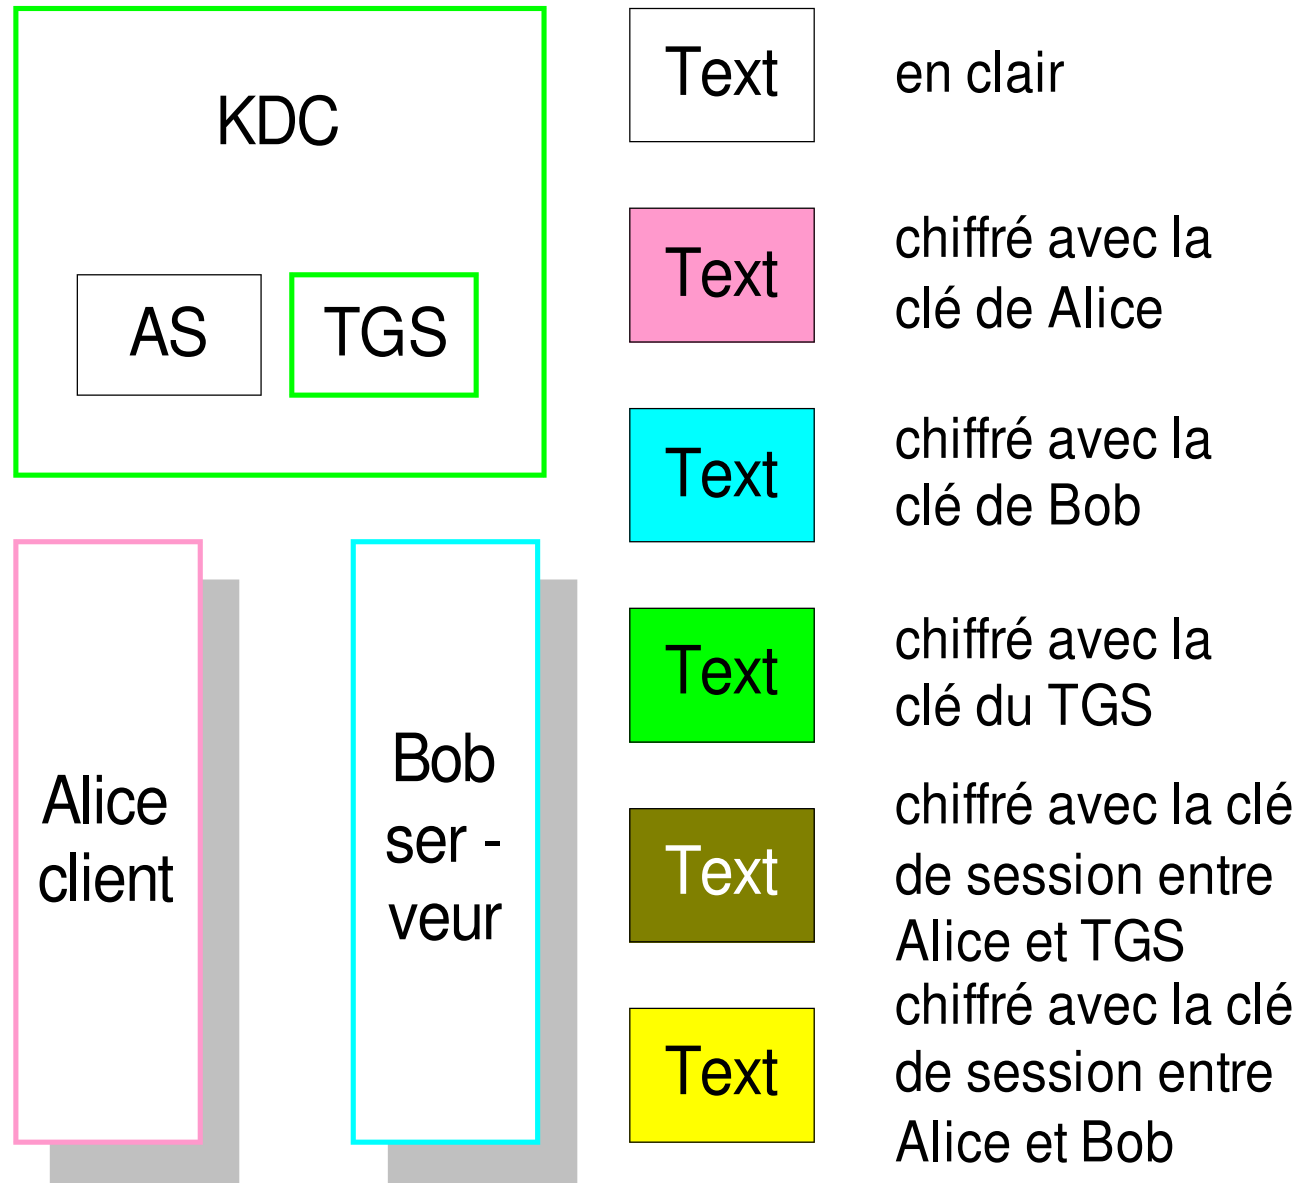 KDC
AS
TGS
Alice
client
Bob
ser -
veur
Text
en clair
Text
chiffré avec la
clé de Alice
Text
chiffré avec la
clé de Bob
Text
chiffré avec la
clé du TGS
Text
chiffré avec la clé
de session entre
Alice et TGS
Text
chiffré avec la clé
de session entre
Alice et Bob